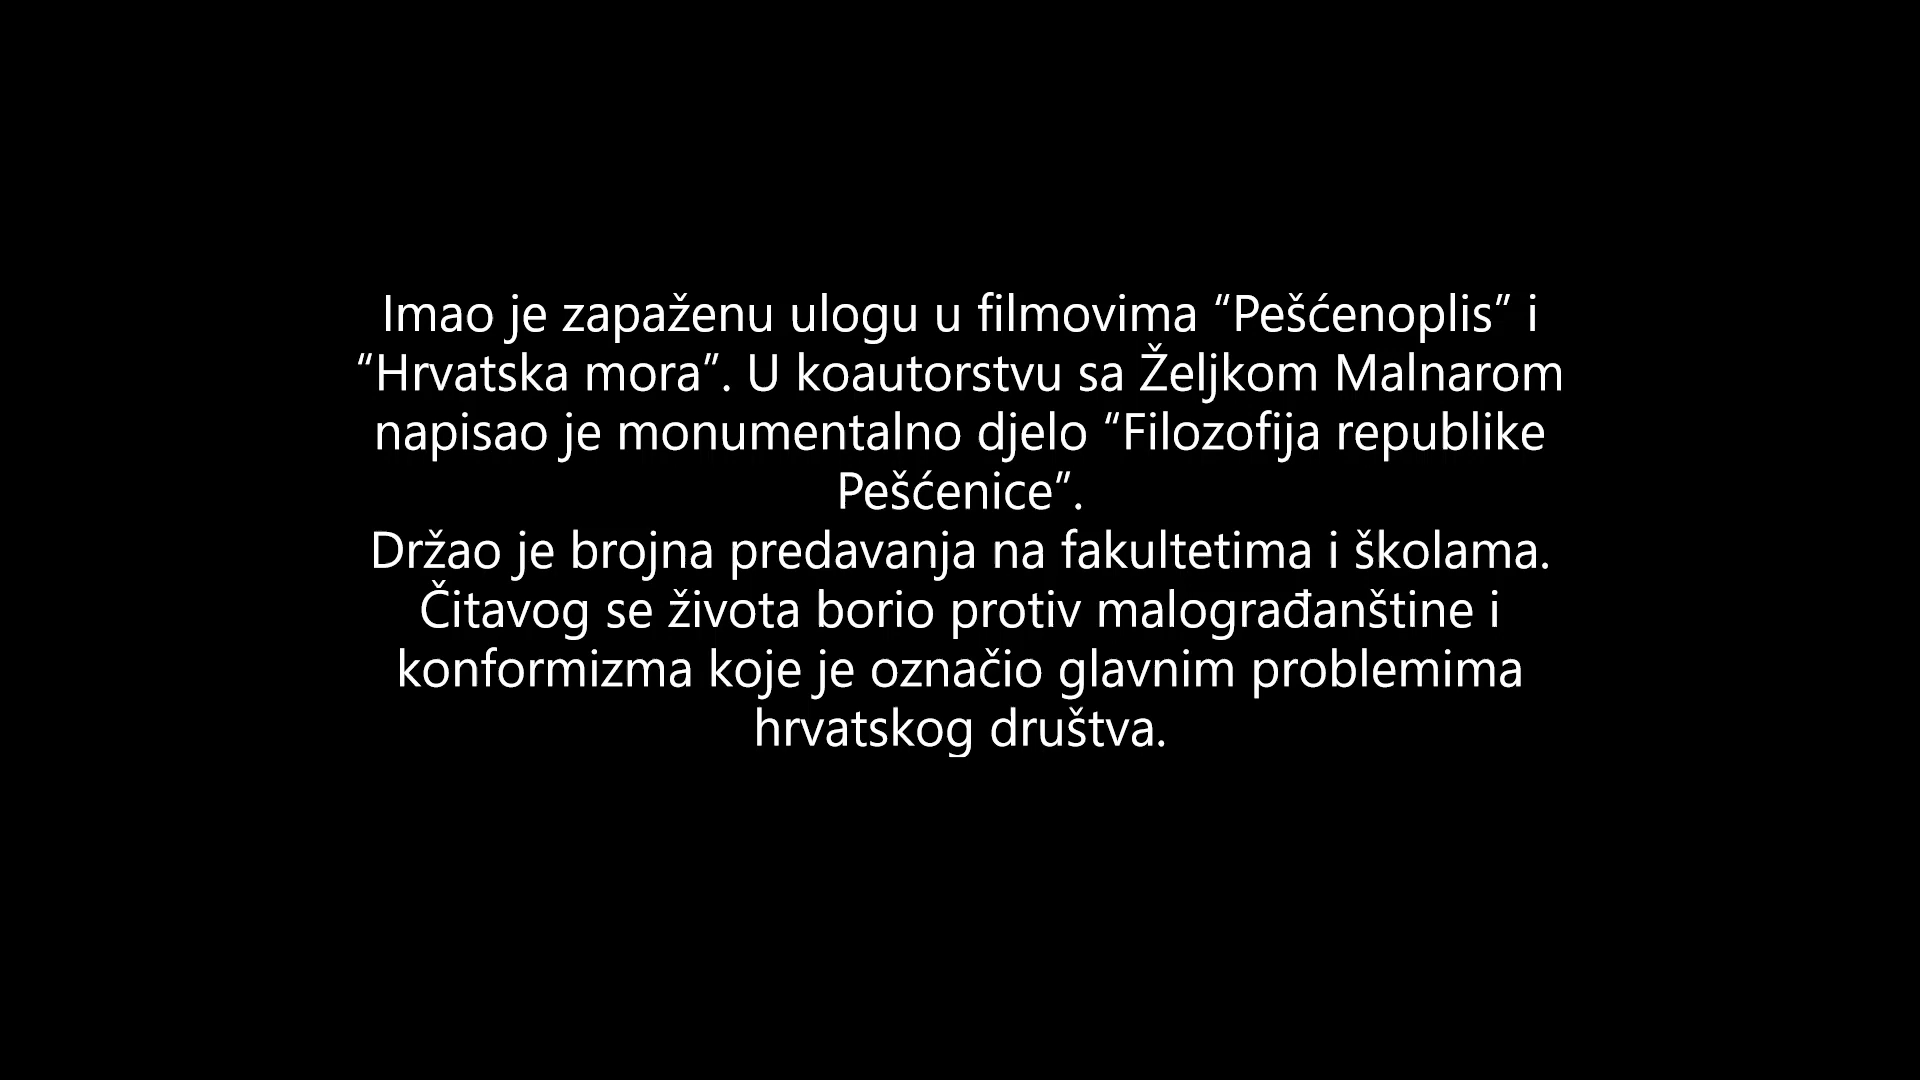 Imao je zapaženu ulogu u filmovima “Pešćenoplis” i
“Hrvatska mora”. U koautorstvu sa Željkom Malnarom
napisao je monumentalno djelo “Filozofija republike
Pešćenice”.
Držao je brojna predavanja na fakultetima i školama.
Čitavog se života borio protiv malograđanštine i
konformizma koje je označio glavnim problemima
hrvatskog društva.